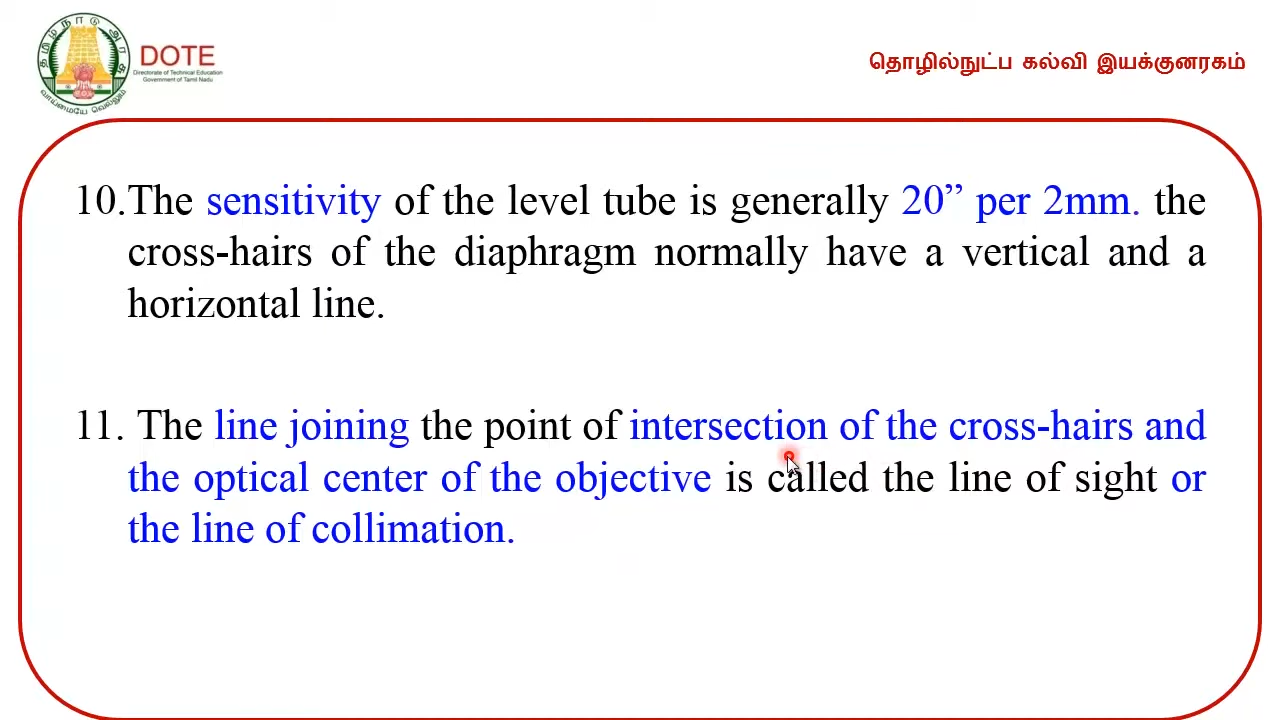 தமிழ்நாடு அரசு
வாய்மையே வெல்லும்
DOTE
Directorate of Technical Education
Government of Tamil Nadu
தொழில்நுட்ப கல்வி இயக்குனரகம்
10.The sensitivity of the level tube is generally 20” per 2mm. the
cross-hairs of the diaphragm normally have a vertical and a
horizontal line.
11. The line joining the point of intersection of the cross-hairs and
the optical center of the objective is called the line of sight or
the line of collimation.